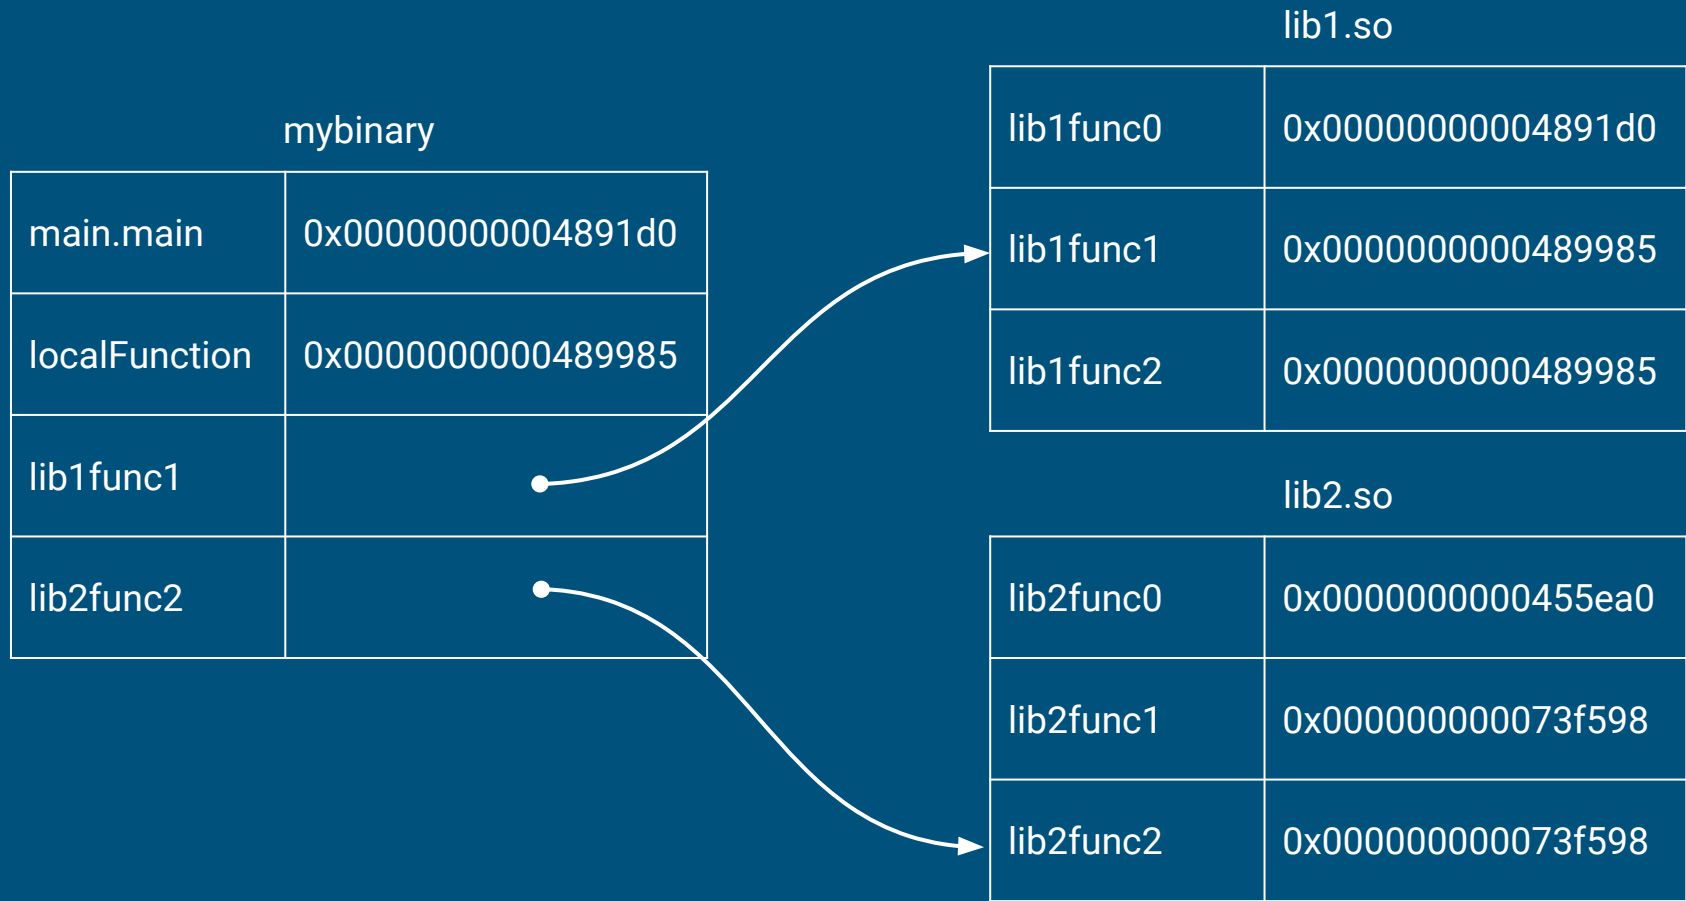 mybinary
main.main 0x00000000004891d0
localFunction 0x0000000000489985
lib1func1
lib2func2
lib1.so
lib1func0 0x00000000004891d0
lib1func1 0x0000000000489985
lib1func2 0x0000000000489985
lib2.so
lib2func0 0x0000000000455ea0
lib2func1 0x000000000073f598
lib2func2 0x000000000073f598